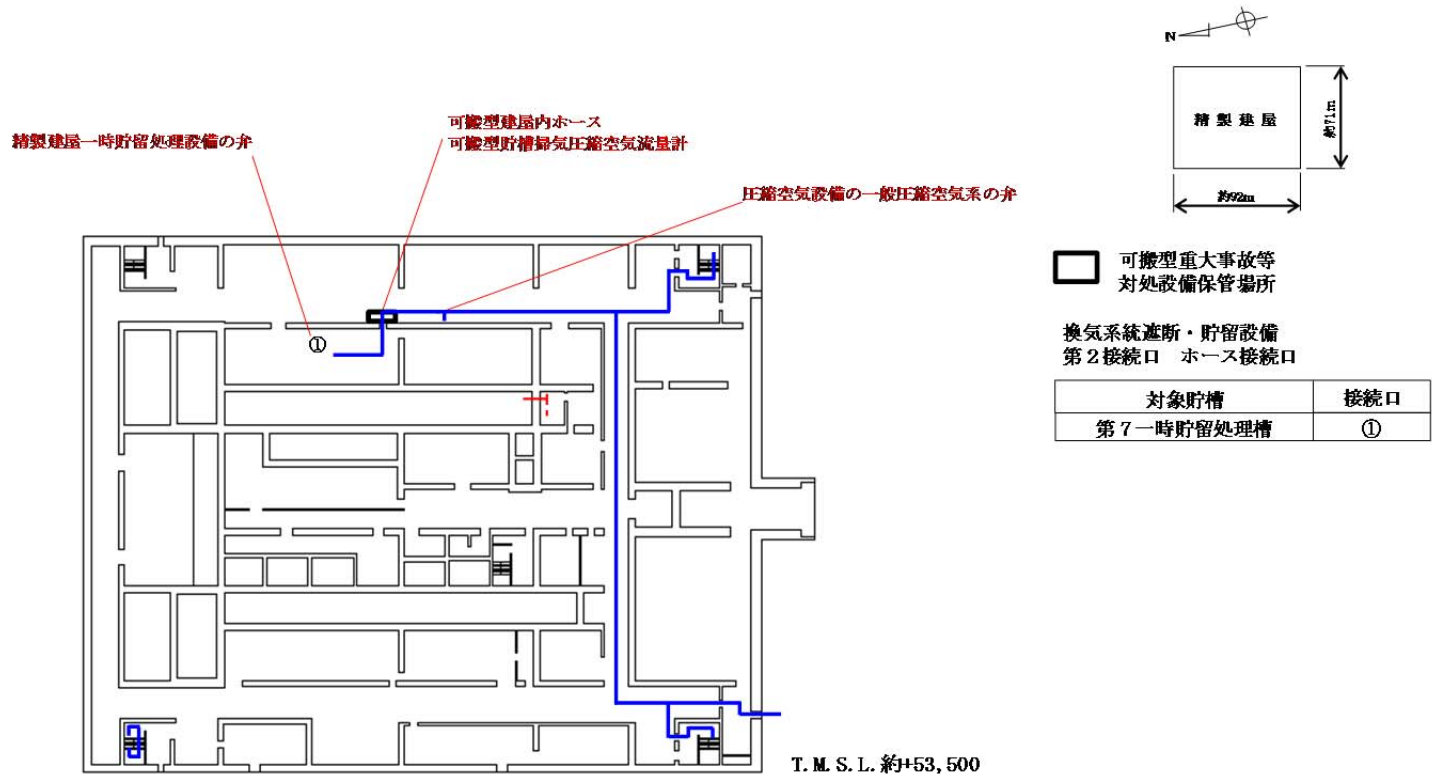 N
精製建屋
約71m
約92m
可搬型建屋内ホース
可搬型貯槽掃気圧縮空気流量計
精製建屋一時貯留処理設備の弁
圧縮空気設備の一般圧縮空気系の弁
①
可搬型重大事故等
対処設備保管場所
換気系統遮断・貯留設備
第2接続口 ホース接続口
対象貯槽 接続口
第7一時貯留処理槽 ①
T.M.S.L.約+53,500